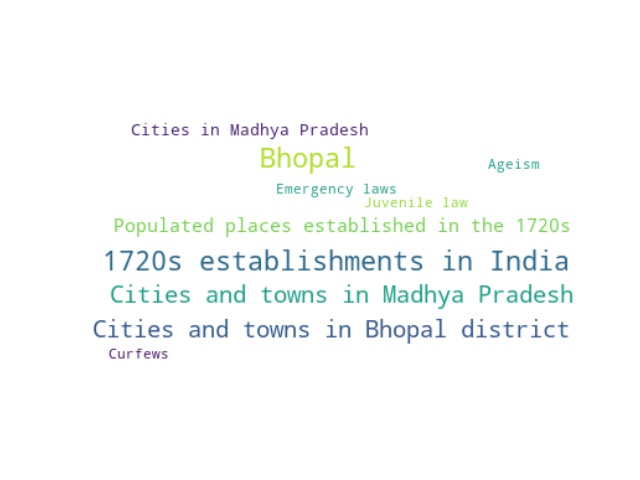 Cities in Madhya Pradesh
Bhopal
Ageism
Emergency laws
Juvenile law
Populated places established in the 1720s
1720s establishments in India
Cities and towns in Madhya Pradesh
Cities and towns in Bhopal district
Curfews